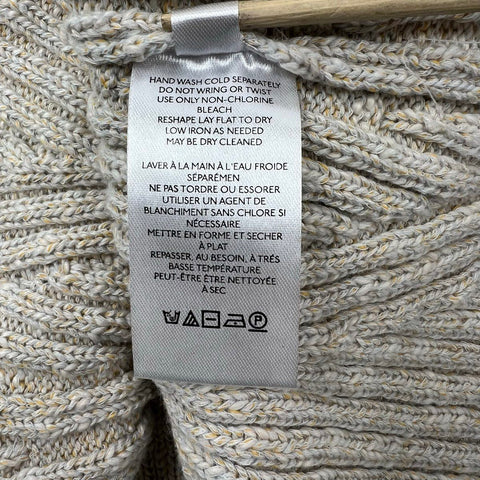 HAND WASH COLD SEPARATELY
DO NOT WRING OR TWIST
USE ONLY NON-CHLORINE
BLEACH
RESHAPE LAY FLAT TO DRY
LOW IRON AS NEEDED
MAY BE DRY CLEANED
LAVER À LA MAIN À L'EAU FROIDE
SÉPARÉMEN
NE PAS TORDRE OU ESSORER
UTILISER UN AGENT DE
BLANCHIMENT SANS CHLORE SI
NÉCESSAIRE
METTRE EN FORME ET SECHER
À PLAT
REPASSER, AU BESOIN, À TRÉS
BASSE TEMPÉRATURE
PEUT-ÊTRE ÊTRE NETTOYÉE
À SEC
P